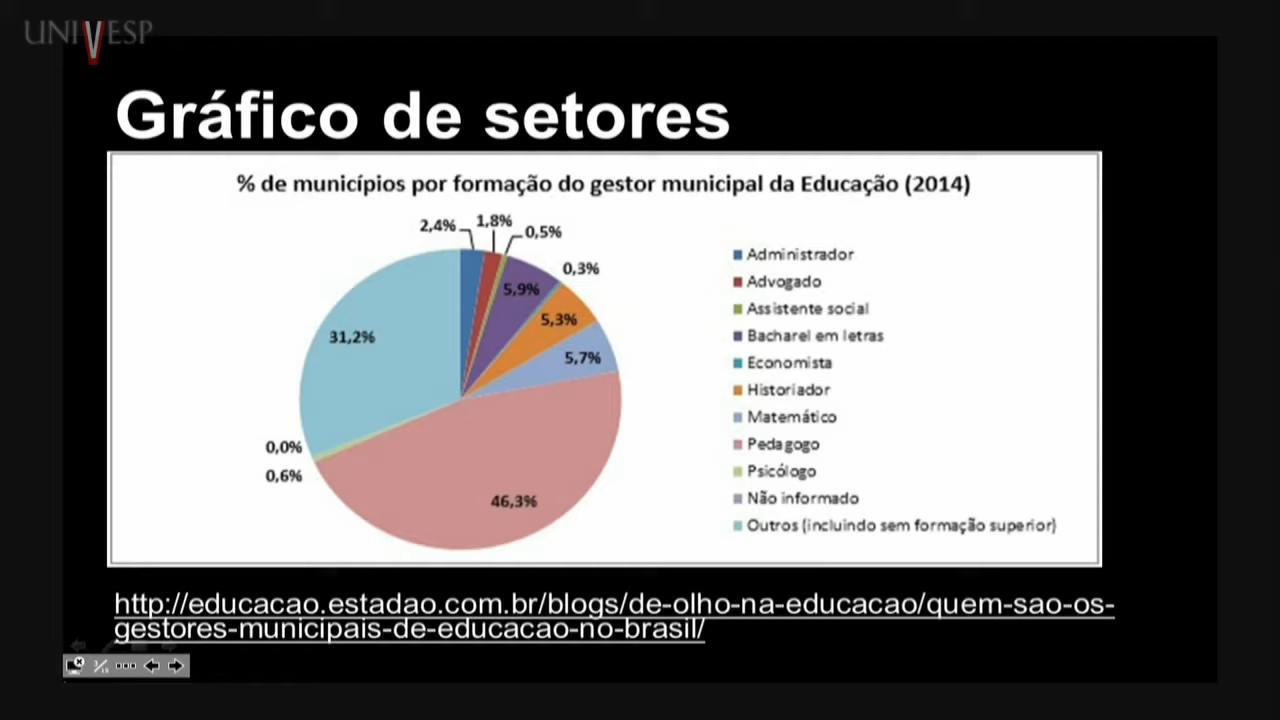 UNIVESP
Gráfico de setores
% de municípios por formação do gestor municipal da Educação (2014)
2,4%
1,8%
0,5%
0,3%
5,9%
5,3%
5,7%
31,2%
0,0%
0,6%
46,3%
Administrador
Advogado
Assistente social
Bacharel em letras
Economista
Historiador
Matemático
Pedagogo
Psicólogo
Não informado
Outros (incluindo sem formação superior)
http://educacao.estadao.com.br/blogs/de-olho-na-educacao/quem-sao-os-
gestores-municipais-de-educacao-no-brasil/